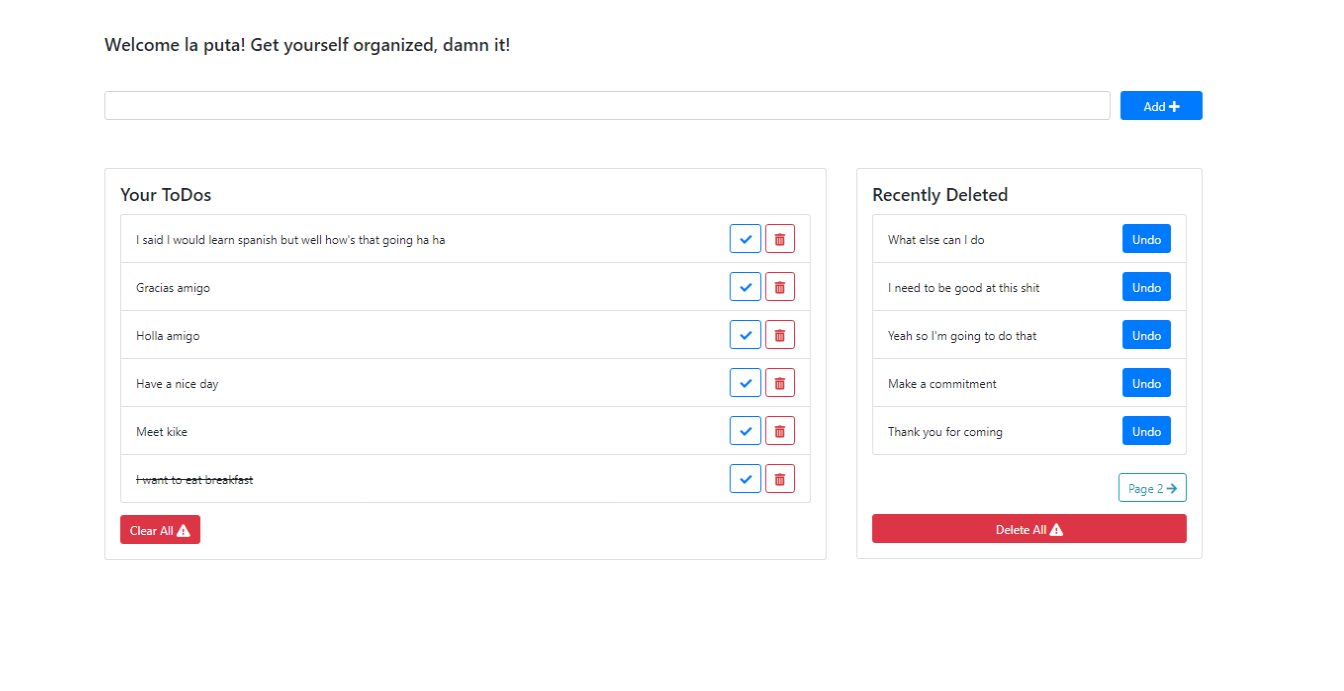 Welcome la puta! Get yourself organized, damn it!
Add
Your ToDos
I said I would learn spanish but well how's that going ha ha
Gracias amigo
Holla amigo
Have a nice day
Meet kike
I want to eat breakfast
Clear All
Recently Deleted
What else can I do Undo
I need to be good at this shit Undo
Yeah so I'm going to do that Undo
Make a commitment Undo
Thank you for coming Undo
Page 2
Delete All